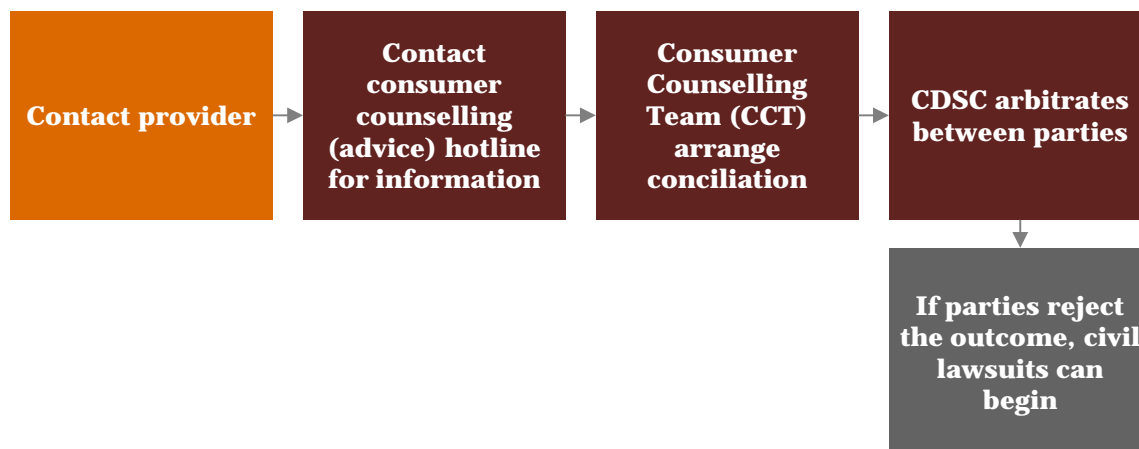 Contact provider
Contact
consumer
counselling
(advice) hotline
for information
Consumer
Counselling
Team (CCT)
arrange
conciliation
CDSC arbitrates
between parties
If parties reject
the outcome, civil
lawsuits can
begin